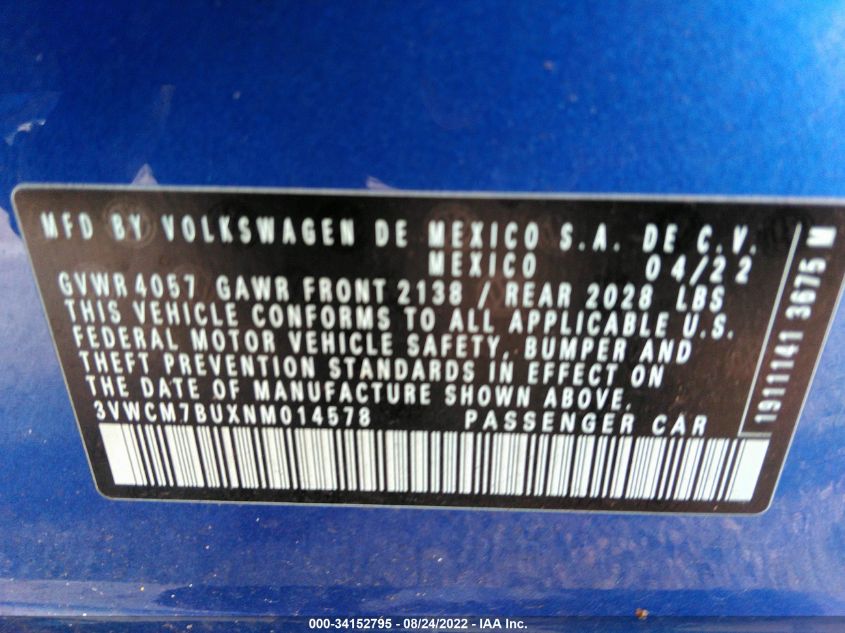 MFD BY VOLKSWAGEN DE MEXICO S.A. DE C.V.
MEXICO 04/22
GVWR 4057 GAWR FRONT 2138 / REAR 2028 LBS
THIS VEHICLE CONFORMS TO ALL APPLICABLE U.S.
FEDERAL MOTOR VEHICLE SAFETY, BUMPER AND
THEFT PREVENTION STANDARDS IN EFFECT ON
THE DATE OF MANUFACTURE SHOWN ABOVE.
3VWCM7BUXNM014578 PASSENGER CAR
1911141 3675 M
000-34152795 - 08/24/2022 - IAA Inc.